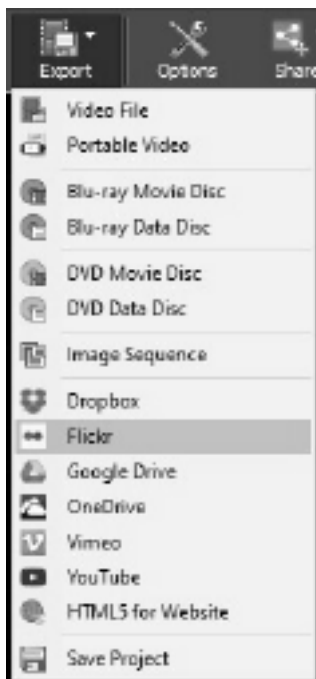 Export Options Share
Video File
Portable Video
Blu-ray Movie Disc
Blu-ray Data Disc
DVD Movie Disc
DVD Data Disc
Image Sequence
Dropbox
Flickr
Google Drive
OneDrive
Vimeo
YouTube
HTML5 for Website
Save Project